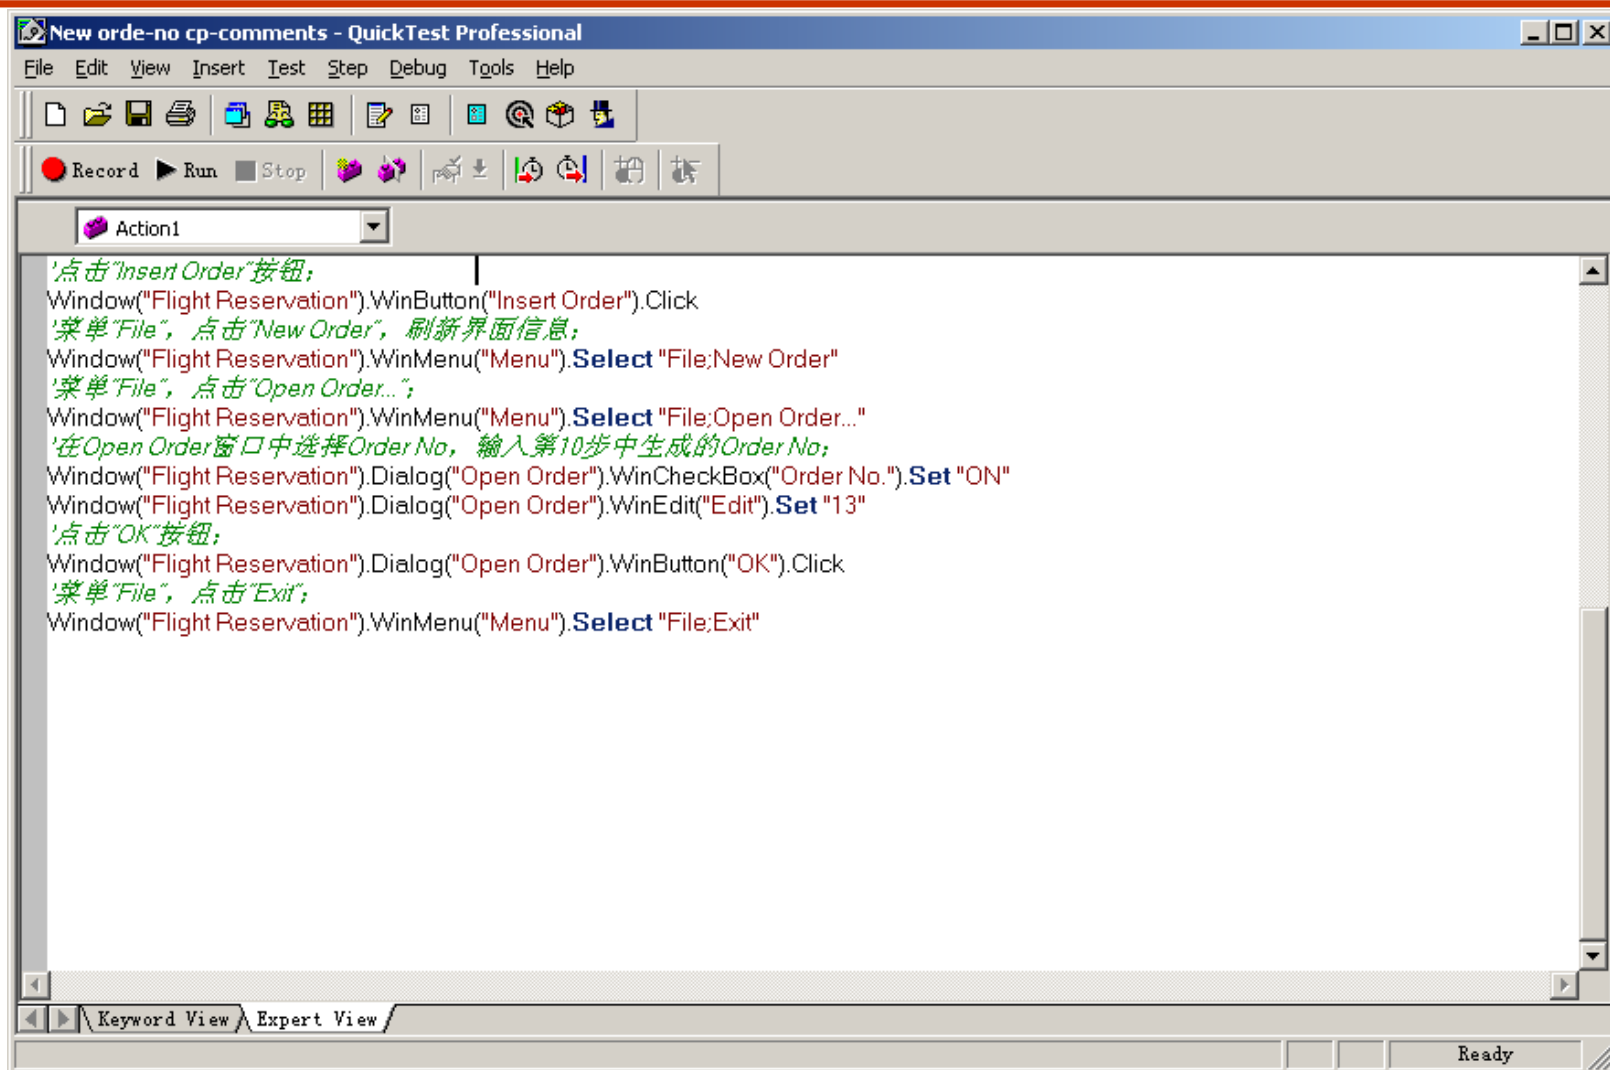 New orde-no cp-comments - QuickTest Professional
File Edit View Insert Test Step Debug Tools Help
Record Run Stop
Action1
'点击"Insert Order"按钮；
Window("Flight Reservation").WinButton("Insert Order").Click
'菜单"File"，点击"New Order"，刷新界面信息；
Window("Flight Reservation").WinMenu("Menu").Select "File;New Order"
'菜单"File"，点击"Open Order..."；
Window("Flight Reservation").WinMenu("Menu").Select "File;Open Order..."
'在Open Order窗口中选择Order No，输入第10步中生成的Order No；
Window("Flight Reservation").Dialog("Open Order").WinCheckBox("Order No.").Set "ON"
Window("Flight Reservation").Dialog("Open Order").WinEdit("Edit").Set "13"
'点击"OK"按钮；
Window("Flight Reservation").Dialog("Open Order").WinButton("OK").Click
'菜单"File"，点击"Exit"；
Window("Flight Reservation").WinMenu("Menu").Select "File;Exit"
Keyword View Expert View
Ready